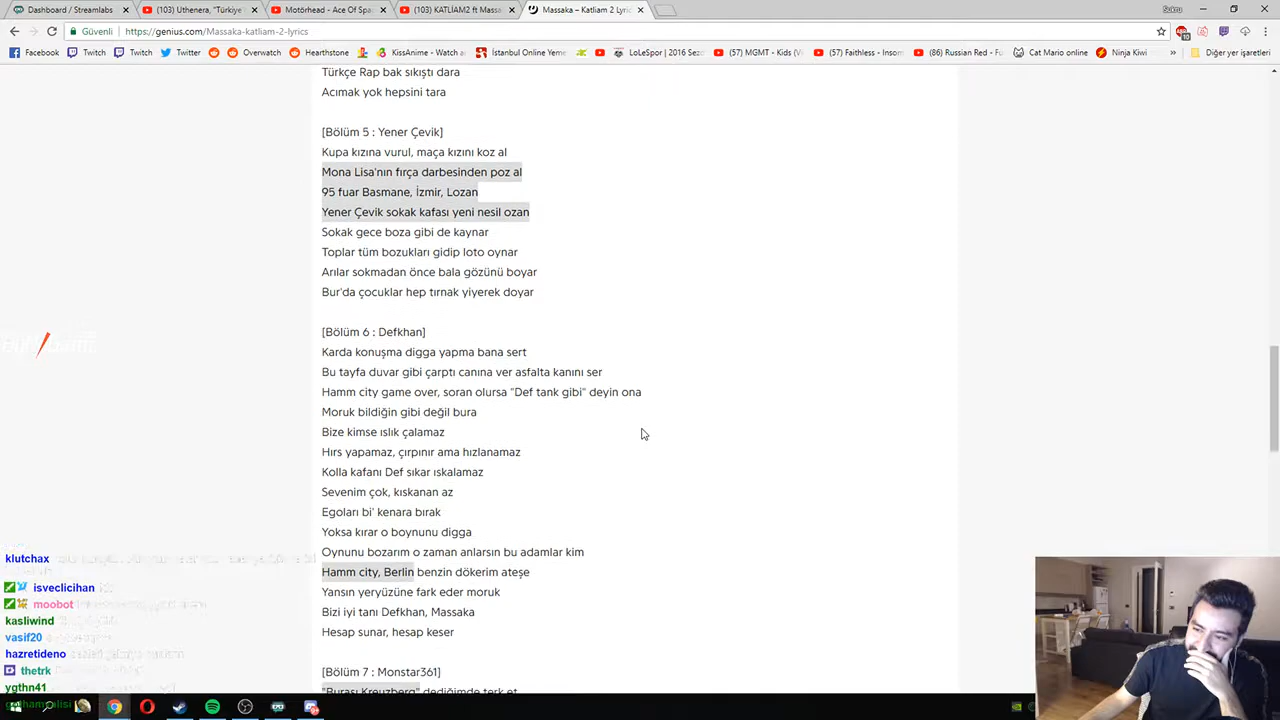 Dashboard / Streamlabs
(103) Uthenera, "Türkiye
Motörhead - Ace Of Spa
(103) KATLİAM2 ft Massa
Massaka – Katliam 2 Lyric
Güvenli
https://genius.com/Massaka-katliam-2-lyrics
Facebook
Twitch
Twitch
Overwatch
Hearthstone
KissAnime - Watch a
İstanbul Online Yeme
LoLeSpor | 2016 Sez
(57) MGMT - Kids (V
(57) Faithless - Insom
(86) Russian Red - Fu
Cat Mario online
Ninja Kiwi
»
Diğer yer işaretleri
Türkçe Rap bak sıkıştı dara
Acımak yok hepsini tara
[Bölüm 5 : Yener Çevik]
Kupa kızına vurul, maça kızını koz al
Mona Lisa'nın fırça darbesinden poz al
95 fuar Basmane, İzmir, Lozan
Yener Çevik sokak kafası yeni nesil ozan
Sokak gece boza gibi de kaynar
Toplar tüm bozukları gidip loto oynar
Arılar sokmadan önce bala gözünü boyar
Bur'da çocuklar hep tırnak yiyerek doyar
[Bölüm 6 : Defkhan]
Karda konuşma digga yapma bana sert
Bu tayfa duvar gibi çarptı canına ver asfalta kanını ser
Hamm city game over, soran olursa "Def tank gibi" deyin ona
Moruk bildiğin gibi değil bura
Bize kimse ıslık çalamaz
Hırs yapamaz, çırpınır ama hızlanamaz
Kolla kafanı Def sıkar ıskalamaz
Sevenim çok, kıskanan az
Egoları bi' kenara bırak
Yoksa kırar o boynunu digga
Oynunu bozarım o zaman anlarsın bu adamlar kim
Hamm city, Berlin benzin dökerim ateşe
Yansın yeryüzüne fark eder moruk
Bizi iyi tanı Defkhan, Massaka
Hesap sunar, hesap keser
[Bölüm 7 : Monstar361]
"Burası Kreuzberg" dediğimde terk et
klutchax
isveclicihan
moobot
kasliwind
vasif20
hazretideno
thetrk
ygthn41